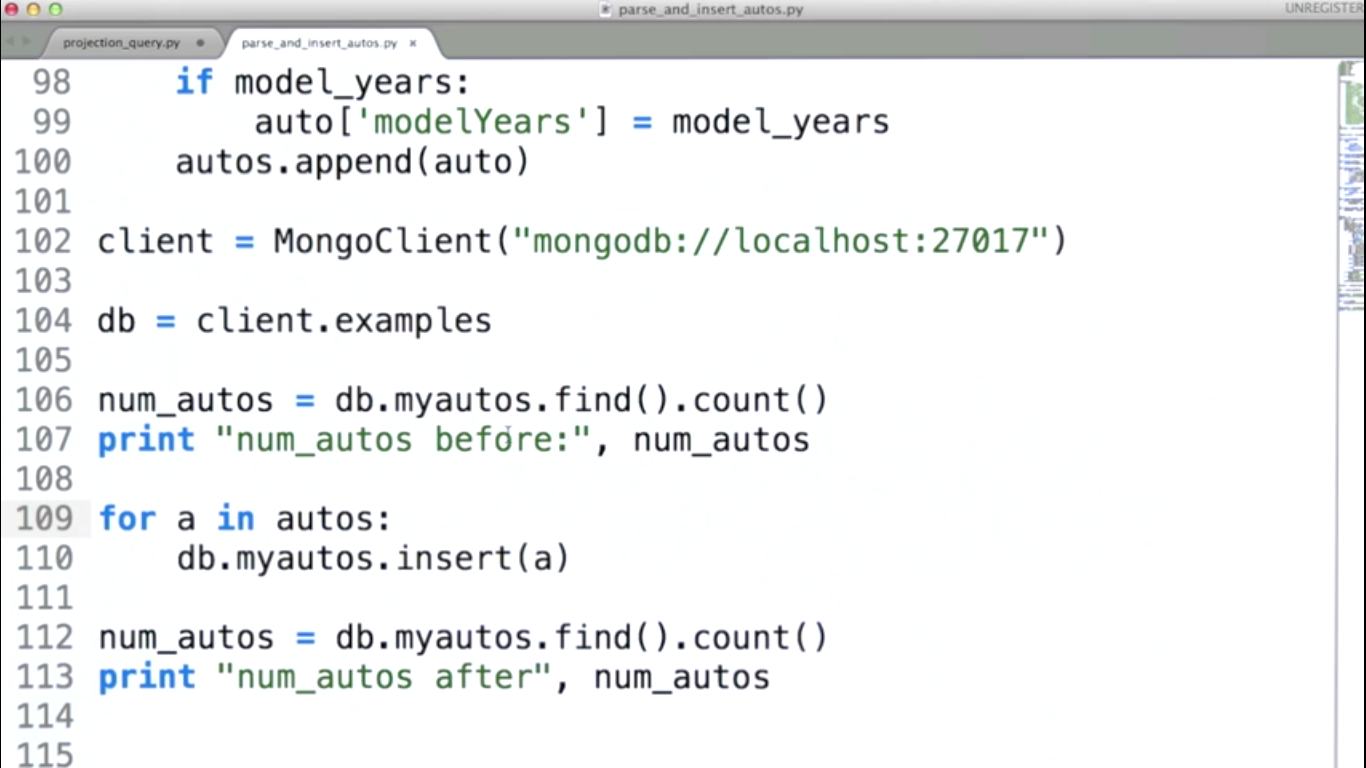 parse_and_insert_autos.py
UNREGISTER
projection_query.py
parse_and_insert_autos.py ×
98 if model_years:
99 auto['modelYears'] = model_years
100 autos.append(auto)
101
102 client = MongoClient("mongodb://localhost:27017")
103
104 db = client.examples
105
106 num_autos = db.myautos.find().count()
107 print "num_autos before:", num_autos
108
109 for a in autos:
110 db.myautos.insert(a)
111
112 num_autos = db.myautos.find().count()
113 print "num_autos after", num_autos
114
115